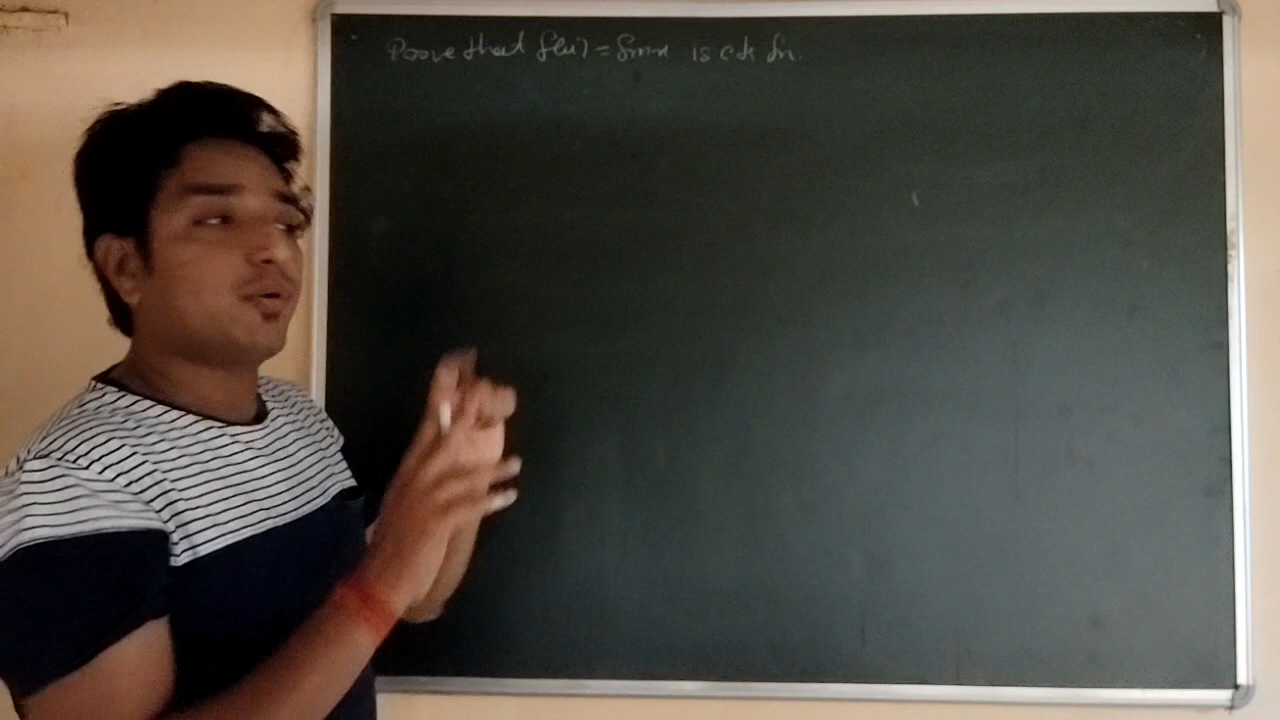 Prove that f(x) = Sinx is cts fn.